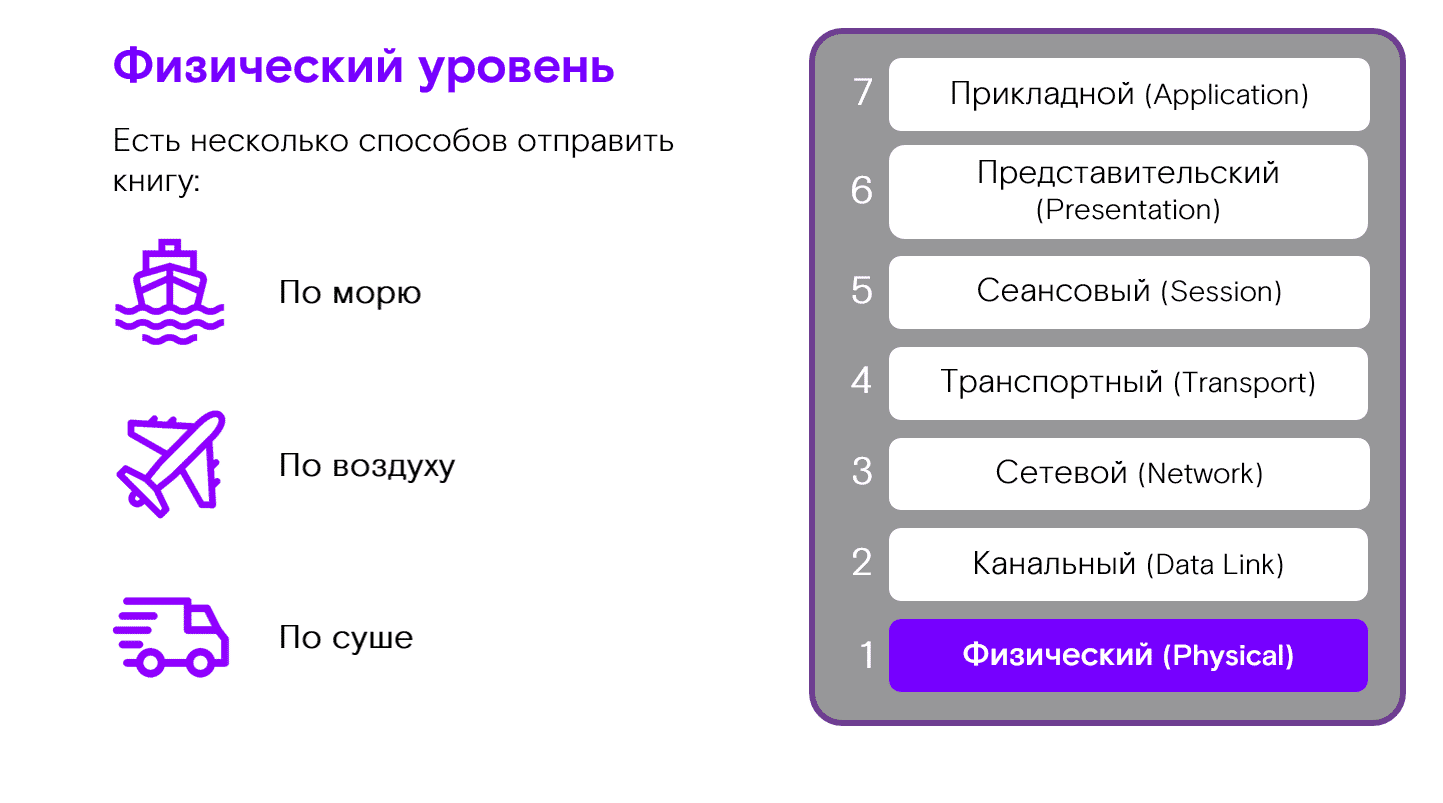 Физический уровень
Есть несколько способов отправить
книгу:
По морю
По воздуху
По суше
7 Прикладной (Application)
6 Представительский
(Presentation)
5 Сеансовый (Session)
4 Транспортный (Transport)
3 Сетевой (Network)
2 Канальный (Data Link)
1 Физический (Physical)